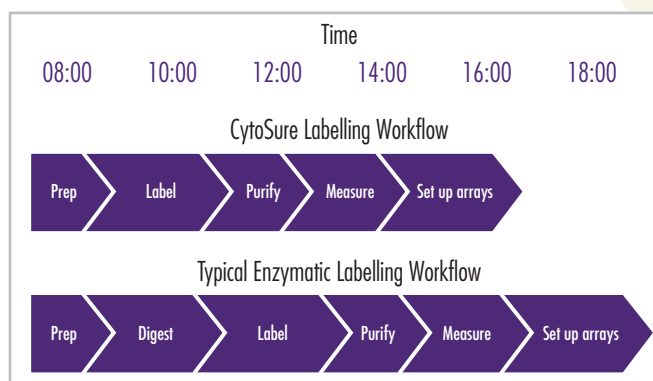 Time
08:00 10:00 12:00 14:00 16:00 18:00
CytoSure Labelling Workflow
Prep Label Purify Measure Set up arrays
Typical Enzymatic Labelling Workflow
Prep Digest Label Purify Measure Set up arrays